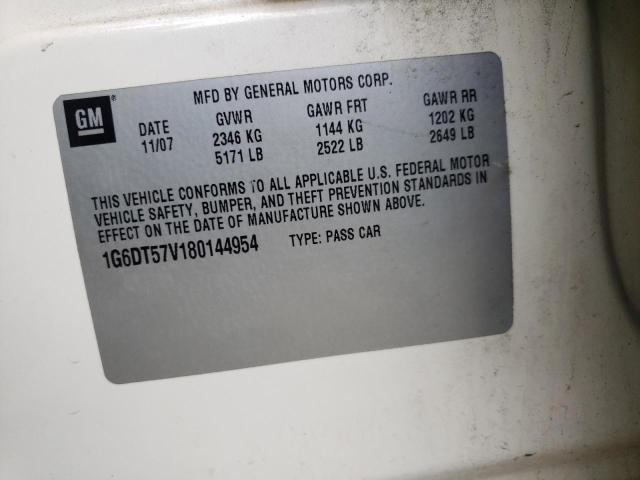 MFD BY GENERAL MOTORS CORP.
GM ®
DATE GVWR GAWR FRT GAWR RR
11/07 2346 KG 1144 KG 1202 KG
5171 LB 2522 LB 2649 LB
THIS VEHICLE CONFORMS TO ALL APPLICABLE U.S. FEDERAL MOTOR
VEHICLE SAFETY, BUMPER, AND THEFT PREVENTION STANDARDS IN
EFFECT ON THE DATE OF MANUFACTURE SHOWN ABOVE.
1G6DT57V180144954 TYPE: PASS CAR